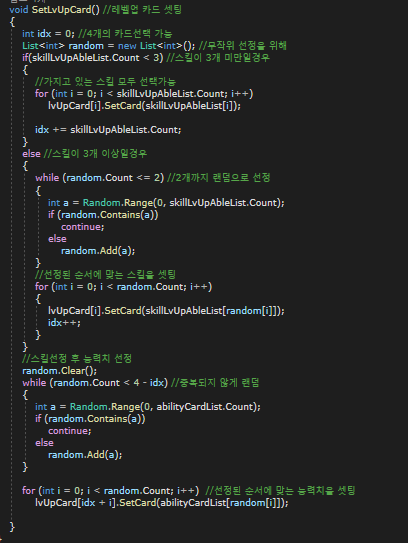 void SetLvUpCard() //레벨업 카드 셋팅
{
int idx = 0; //4개의 카드선택 가능
List<int> random = new List<int>(); //무작위 선정을 위해
if(skillLvUpAbleList.Count < 3) //스킬이 3개 미만일경우
{
//가지고 있는 스킬 모두 선택가능
for (int i = 0; i < skillLvUpAbleList.Count; i++)
lvUpCard[i].SetCard(skillLvUpAbleList[i]);
idx += skillLvUpAbleList.Count;
}
else //스킬이 3개 이상일경우
{
while (random.Count <= 2) //2개까지 랜덤으로 선정
{
int a = Random.Range(0, skillLvUpAbleList.Count);
if (random.Contains(a))
continue;
else
random.Add(a);
}
//선정된 순서에 맞는 스킬을 셋팅
for (int i = 0; i < random.Count; i++)
{
lvUpCard[i].SetCard(skillLvUpAbleList[random[i]]);
idx++;
}
}
//스킬선정 후 능력치 선정
random.Clear();
while (random.Count < 4 - idx) //중복되지 않게 랜덤
{
int a = Random.Range(0, abilityCardList.Count);
if (random.Contains(a))
continue;
else
random.Add(a);
}
for (int i = 0; i < random.Count; i++) //선정된 순서에 맞는 능력치을 셋팅
lvUpCard[idx + i].SetCard(abilityCardList[random[i]]);
}